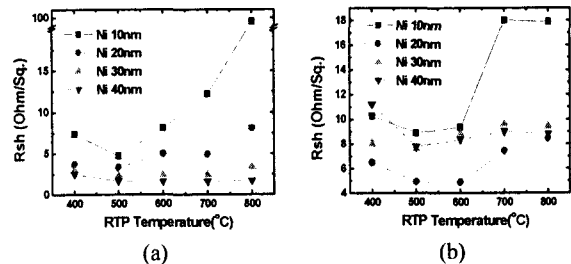 Rsh (Ohm/Sq.)
100
15
10
5
0
Ni 10nm
Ni 20nm
Ni 30nm
Ni 40nm
400 500 600 700 800
RTP Temperature(°C)
(a)
Rsh (Ohm/Sq.)
18
16
14
12
10
8
6
4
Ni 10nm
Ni 20nm
Ni 30nm
Ni 40nm
400 500 600 700 800
RTP Temperature(°C)
(b)